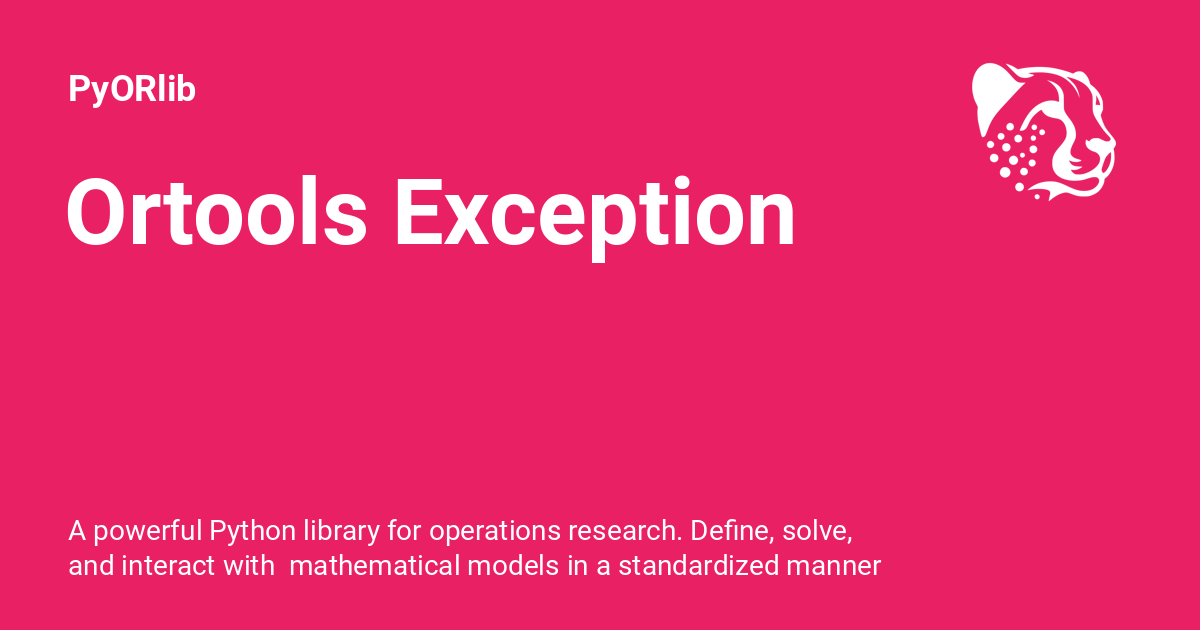 PyORlib
Ortools Exception
A powerful Python library for operations research. Define, solve,
and interact with  mathematical models in a standardized manner